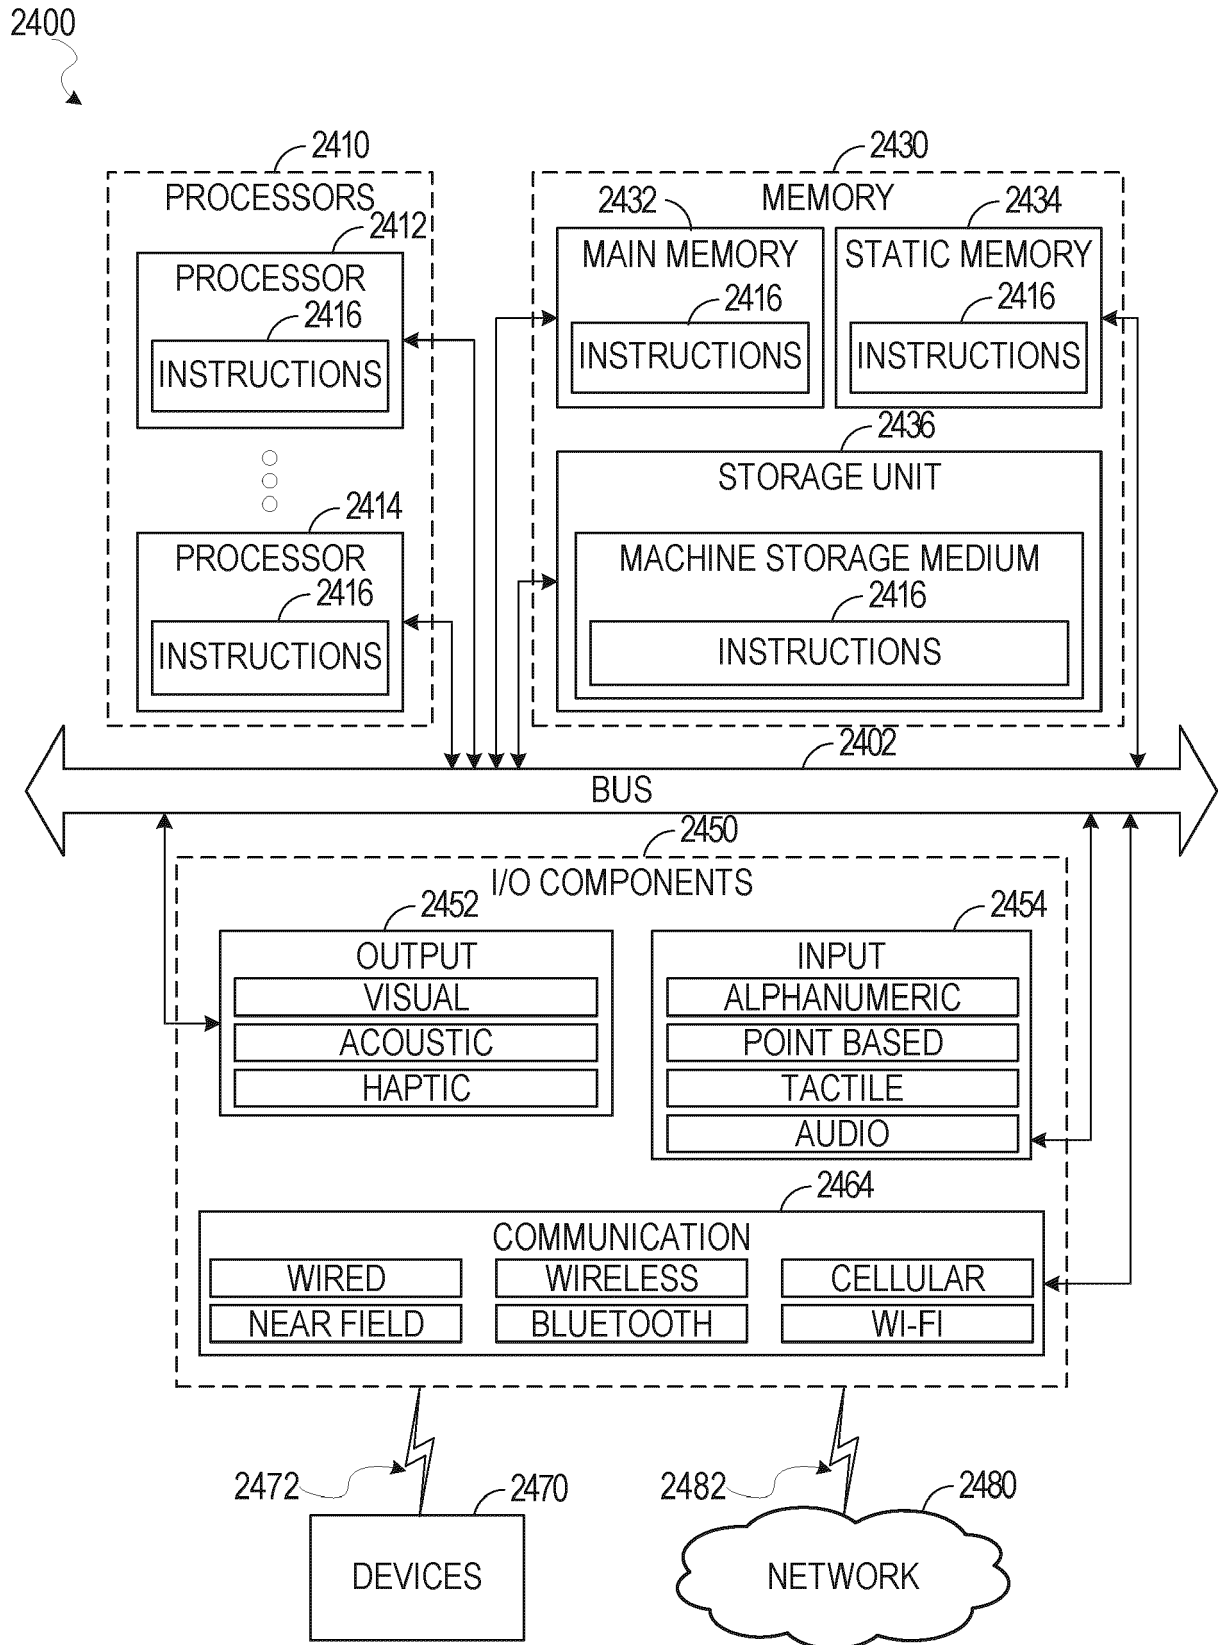 2400
2410
PROCESSORS
2412
PROCESSOR
2416
INSTRUCTIONS
2414
PROCESSOR
2416
INSTRUCTIONS
2430
MEMORY
2432
MAIN MEMORY
2416
INSTRUCTIONS
2434
STATIC MEMORY
2416
INSTRUCTIONS
2436
STORAGE UNIT
MACHINE STORAGE MEDIUM
2416
INSTRUCTIONS
2402
BUS
2450
I/O COMPONENTS
2452
OUTPUT
VISUAL
ACOUSTIC
HAPTIC
2454
INPUT
ALPHANUMERIC
POINT BASED
TACTILE
AUDIO
2464
COMMUNICATION
WIRED
WIRELESS
CELLULAR
NEAR FIELD
BLUETOOTH
WI-FI
2472
2470
DEVICES
2482
2480
NETWORK